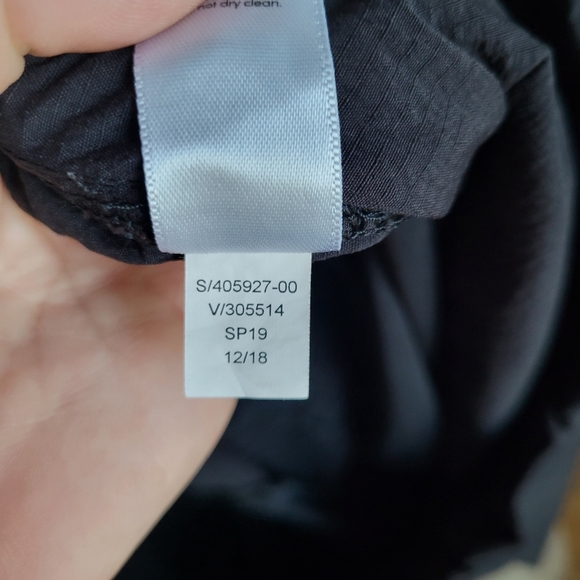 not dry clean.
S/405927-00
V/305514
SP19
12/18